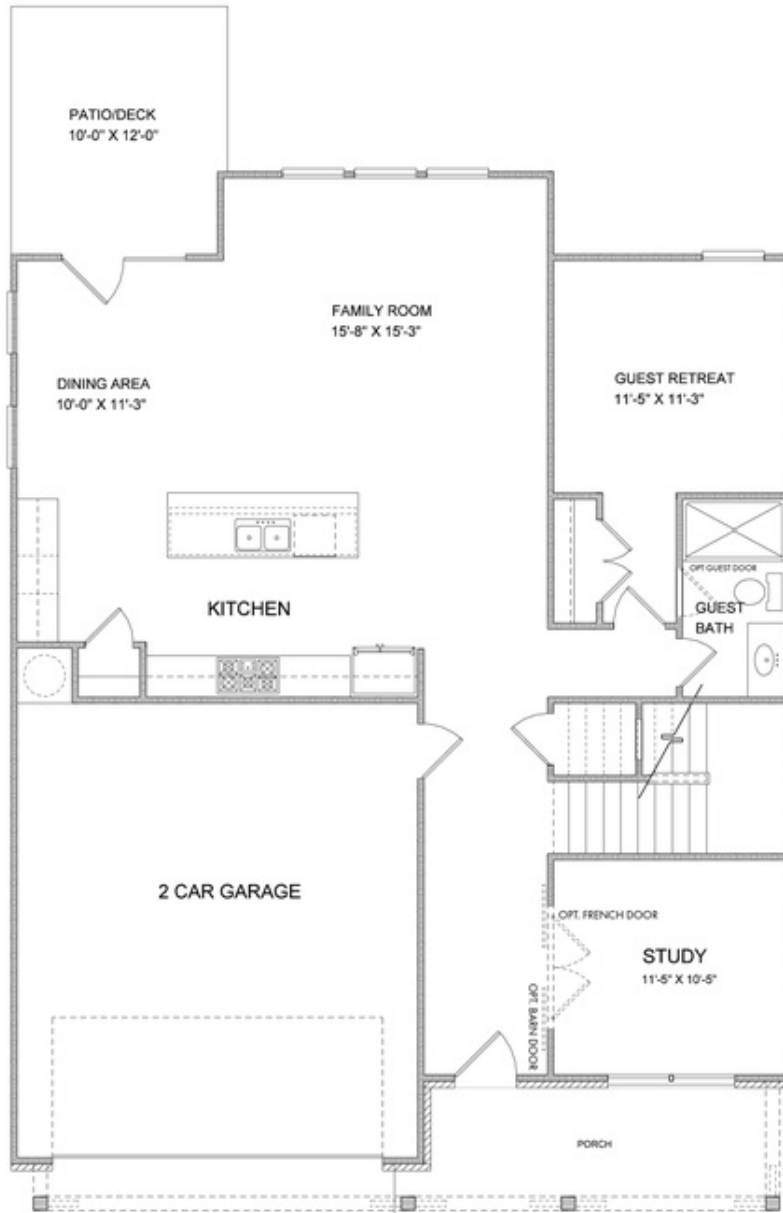 PATIO/DECK
10'-0" X 12'-0"
FAMILY ROOM
15'-8" X 15'-3"
DINING AREA
10'-0" X 11'-3"
GUEST RETREAT
11'-5" X 11'-3"
OPT GUEST DOOR
GUEST
BATH
KITCHEN
2 CAR GARAGE
OPT. FRENCH DOOR
STUDY
11'-5" X 10'-5"
OPT. BARN DOOR
PORCH